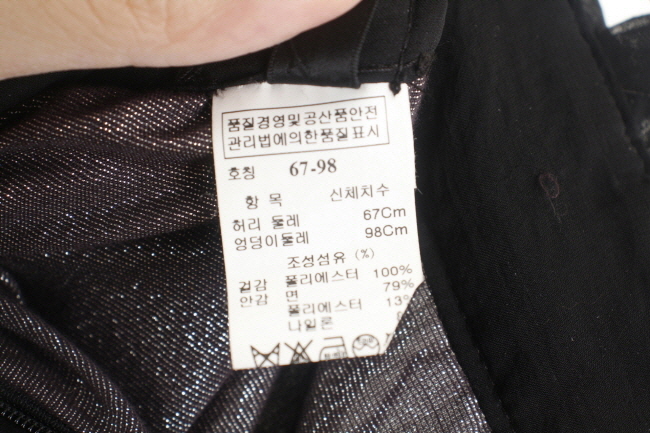 품질경영및공산품안전
관리법에의한품질표시
호칭 67-98
항 목 신체치수
허리 둘레 67Cm
엉덩이둘레 98Cm
조성섬유 (%)
겉감 폴리에스터 100%
안감 면 79%
폴리에스터 13%
나일론